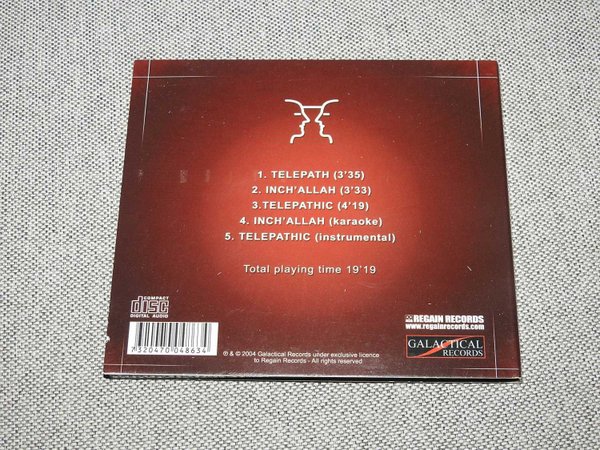 1. TELEPATH (3'35)
2. INCH'ALLAH (3'33)
3.TELEPATHIC (4'19)
4. INCH'ALLAH (karaoke)
5. TELEPATHIC (instrumental)
Total playing time 19'19
COMPACT
disc
DIGITAL AUDIO
7320470048634
℗ & © 2004 Galactical Records under exclusive licence
to Regain Records - All rights reserved
REGAIN RECORDS
www.regainrecords.com
GALACTICAL
RECORDS